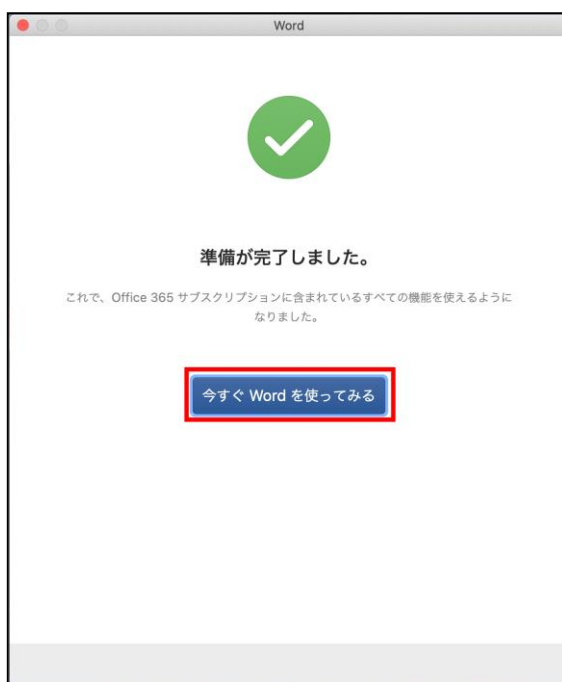 Word
準備が完了しました。
これで、Office 365 サブスクリプションに含まれているすべての機能を使えるように
なりました。
今すぐ Word を使ってみる